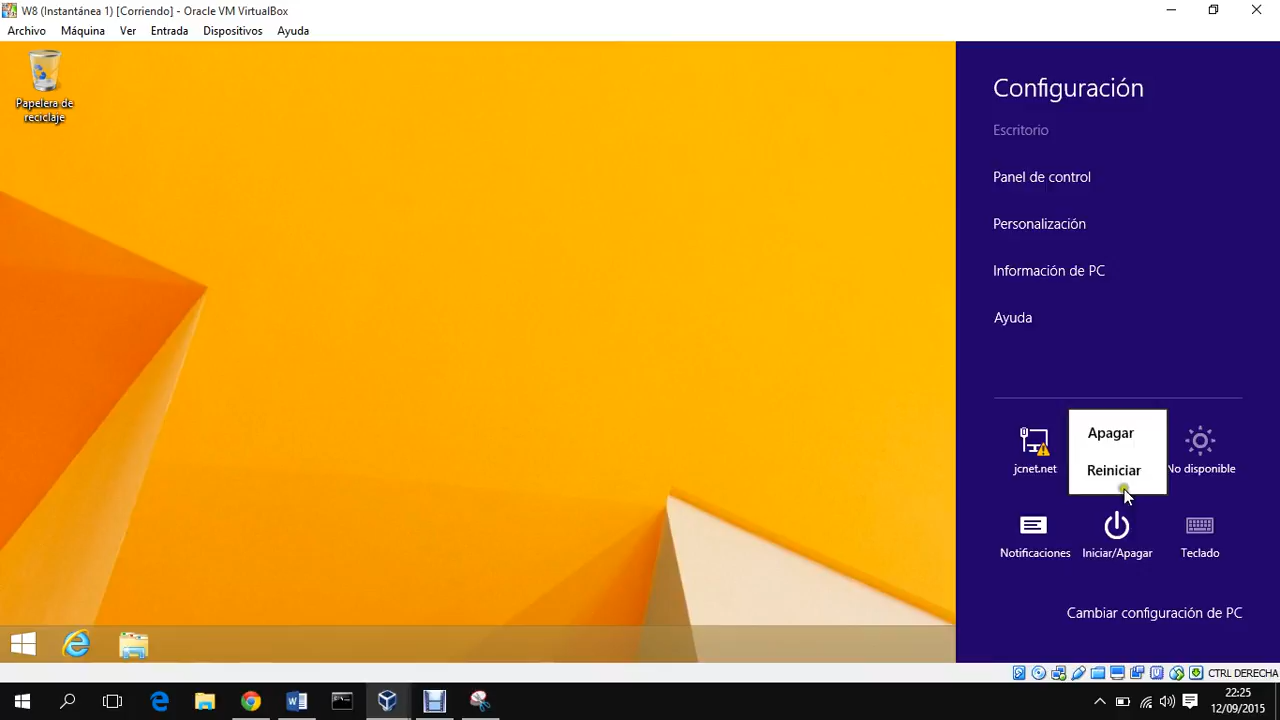 W8 (Instantánea 1) [Corriendo] - Oracle VM VirtualBox
Archivo Máquina Ver Entrada Dispositivos Ayuda
Papelera de
reciclaje
Configuración
Escritorio
Panel de control
Personalización
Información de PC
Ayuda
Apagar
Reiniciar
jcnet.net
No disponible
Notificaciones
Iniciar/Apagar
Teclado
Cambiar configuración de PC
CTRL DERECHA
22:25
12/09/2015